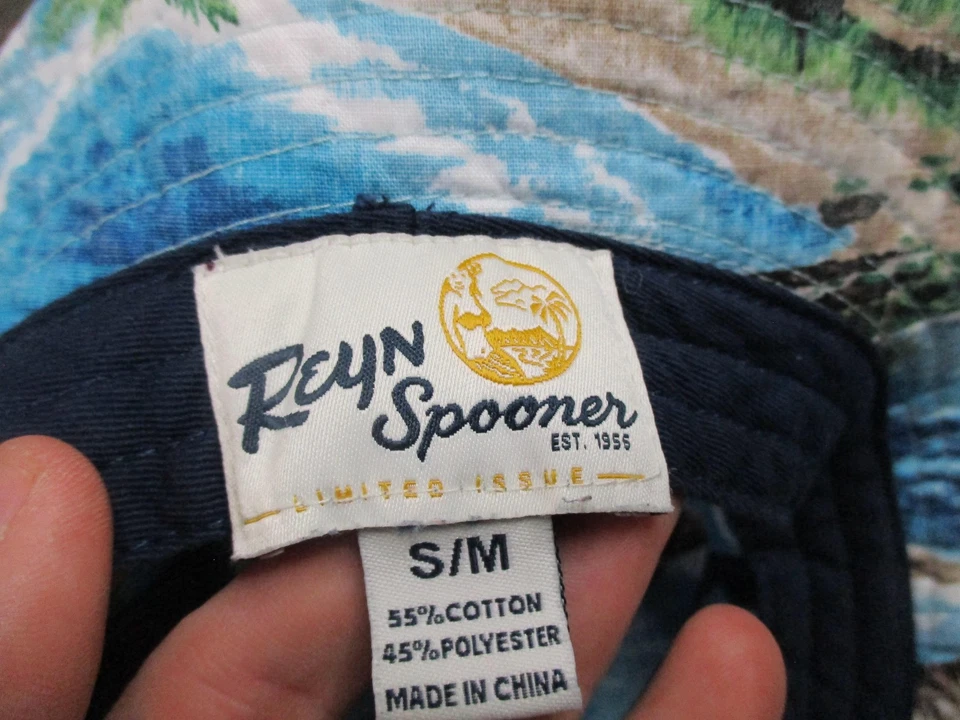 Reyn
Spooner
EST. 1956
LIMITED ISSUE
S/M
55%COTTON
45%POLYESTER
MADE IN CHINA